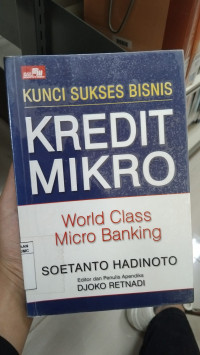 KUNCI SUKSES BISNIS
KREDIT
MIKRO
World Class
Micro Banking
SOETANTO HADINOTO
Editor dan Penulis Apendiks
DJOKO RETNADI